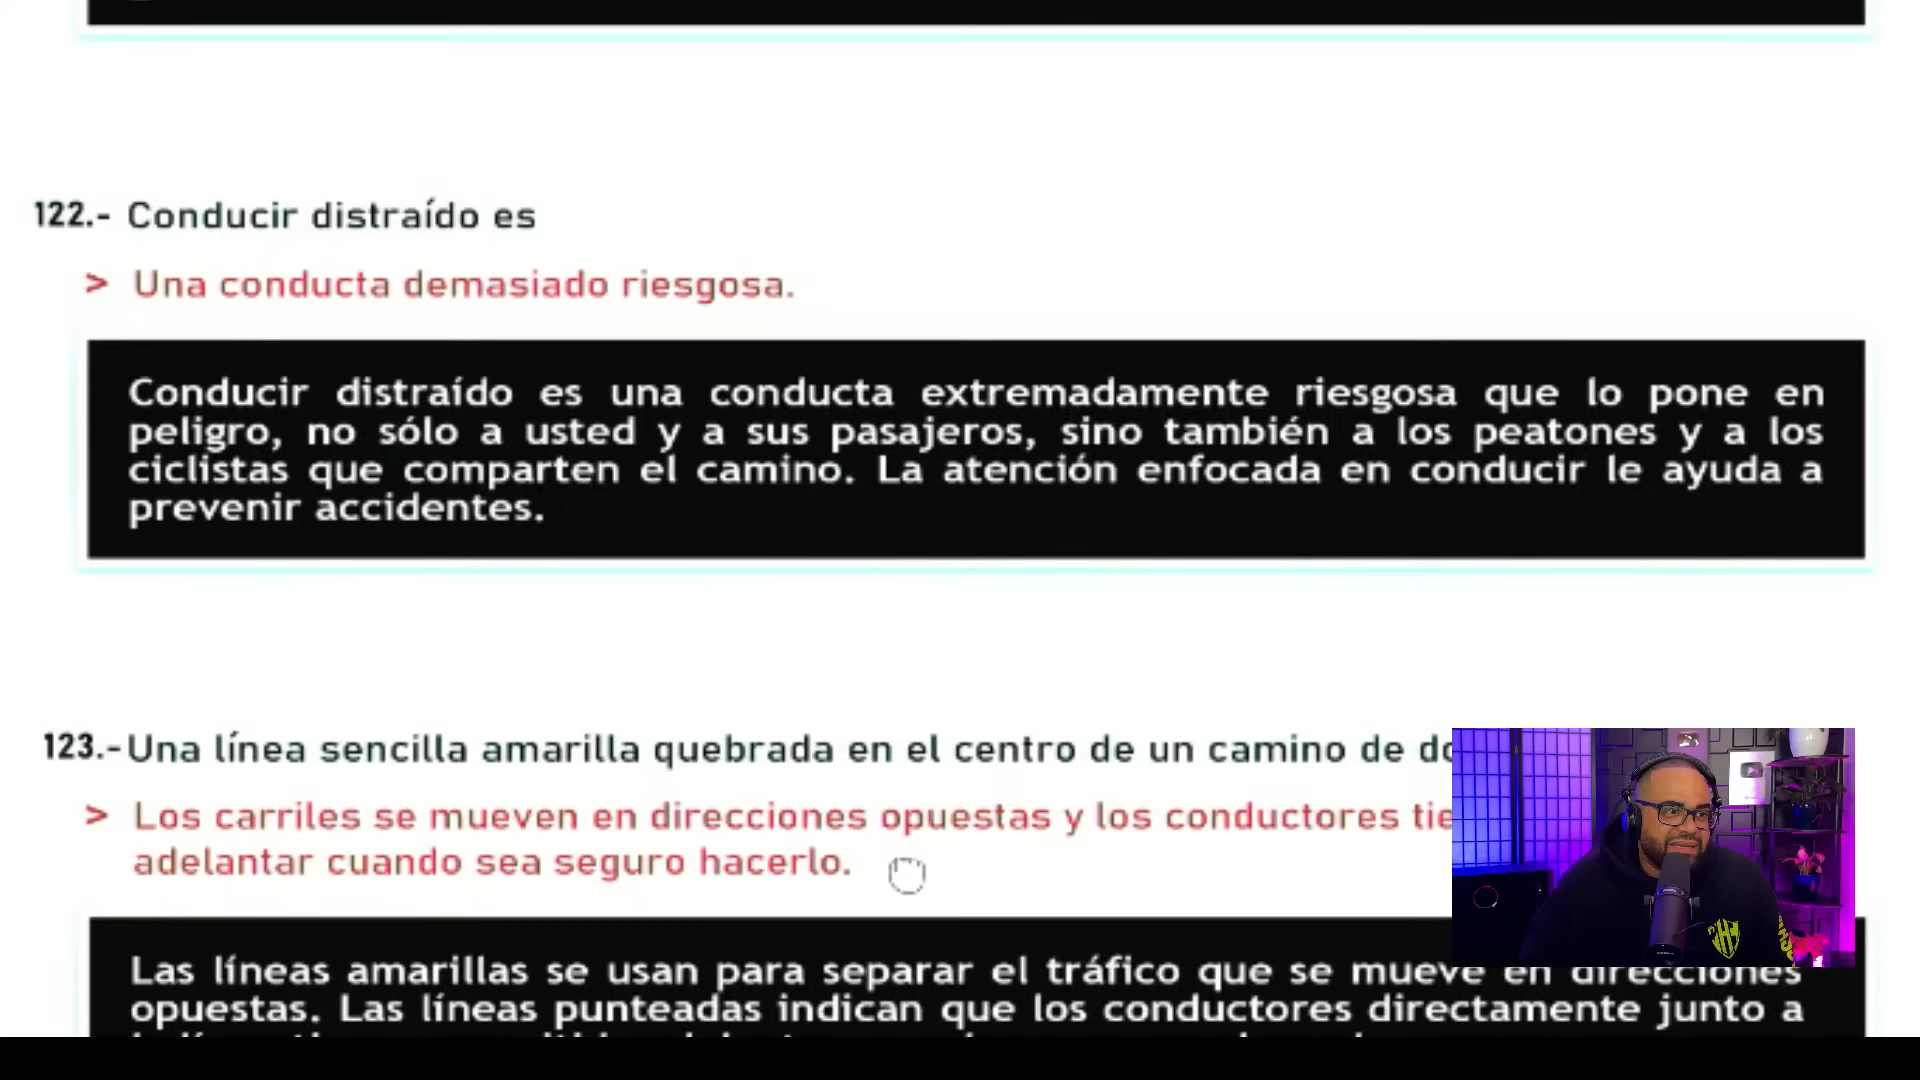 122.- Conducir distraído es
> Una conducta demasiado riesgosa.
Conducir distraído es una conducta extremadamente riesgosa que lo pone en
peligro, no sólo a usted y a sus pasajeros, sino también a los peatones y a los
ciclistas que comparten el camino. La atención enfocada en conducir le ayuda a
prevenir accidentes.
123.- Una línea sencilla amarilla quebrada en el centro de un camino de
> Los carriles se mueven en direcciones opuestas y los conductores
adelantar cuando sea seguro hacerlo.
Las líneas amarillas se usan para separar el tráfico que se mueve en direcciones
opuestas. Las líneas punteadas indican que los conductores directamente junto a